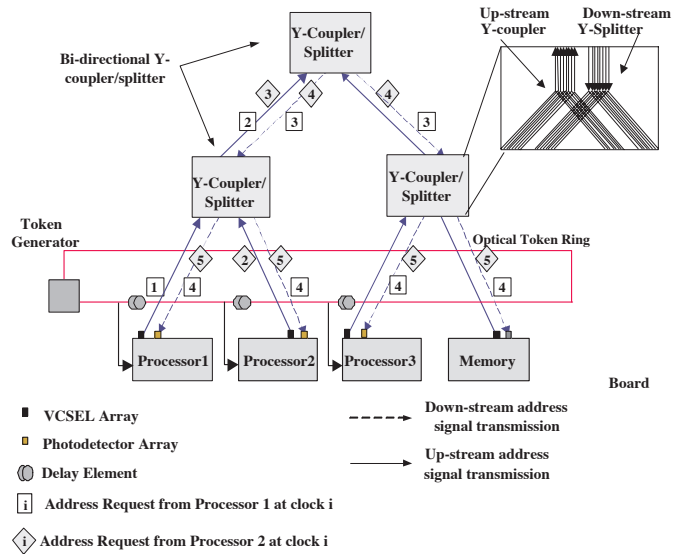 Up-stream
Y-coupler
Down-stream
Y-Splitter
Y-Coupler/
Splitter
Bi-directional Y-
coupler/splitter
3
4
4
2
3
3
Y-Coupler/
Splitter
Y-Coupler/
Splitter
Token
Generator
Optical Token Ring
5
2
5
5
5
1
4
4
4
4
Processor1
Processor2
Processor3
Memory
Board
VCSEL Array
Photodetector Array
Delay Element
i Address Request from Processor 1 at clock i
i Address Request from Processor 2 at clock i
Down-stream address
signal transmission
Up-stream address
signal transmission